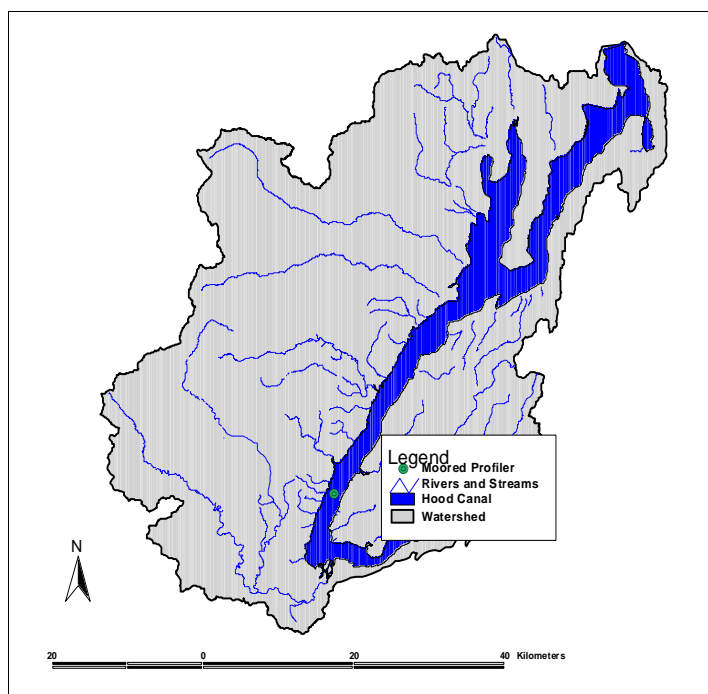 Legend
Moored Profiler
Rivers and Streams
Hood Canal
Watershed
N
20 0 20 40 Kilometers